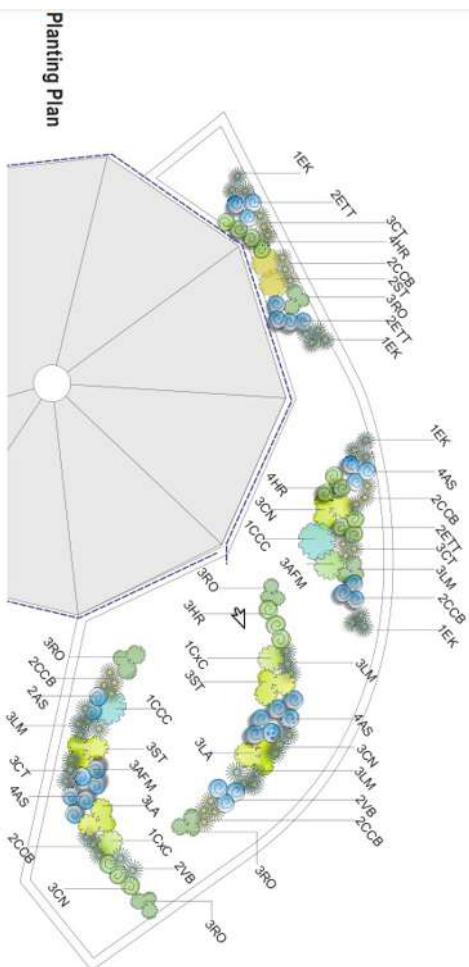 Planting Plan
1EK
2ETT
3CT
4HR
2CCB
2ST
3RO
2ETT
1EK
1EK
4AS
2CCB
2ETT
3CT
3LM
2CCB
1EK
4HR
3CN
1CCC
3AFM
3RO
3HR
1CxC
3ST
3LM
4AS
3CN
3LM
2VB
2CCB
3LA
3RO
3RO
2CCB
2AS
3LM
3CT
4AS
2COB
3CN
1CCC
3ST
3AFM
3LA
1CxC
2VB
3RO